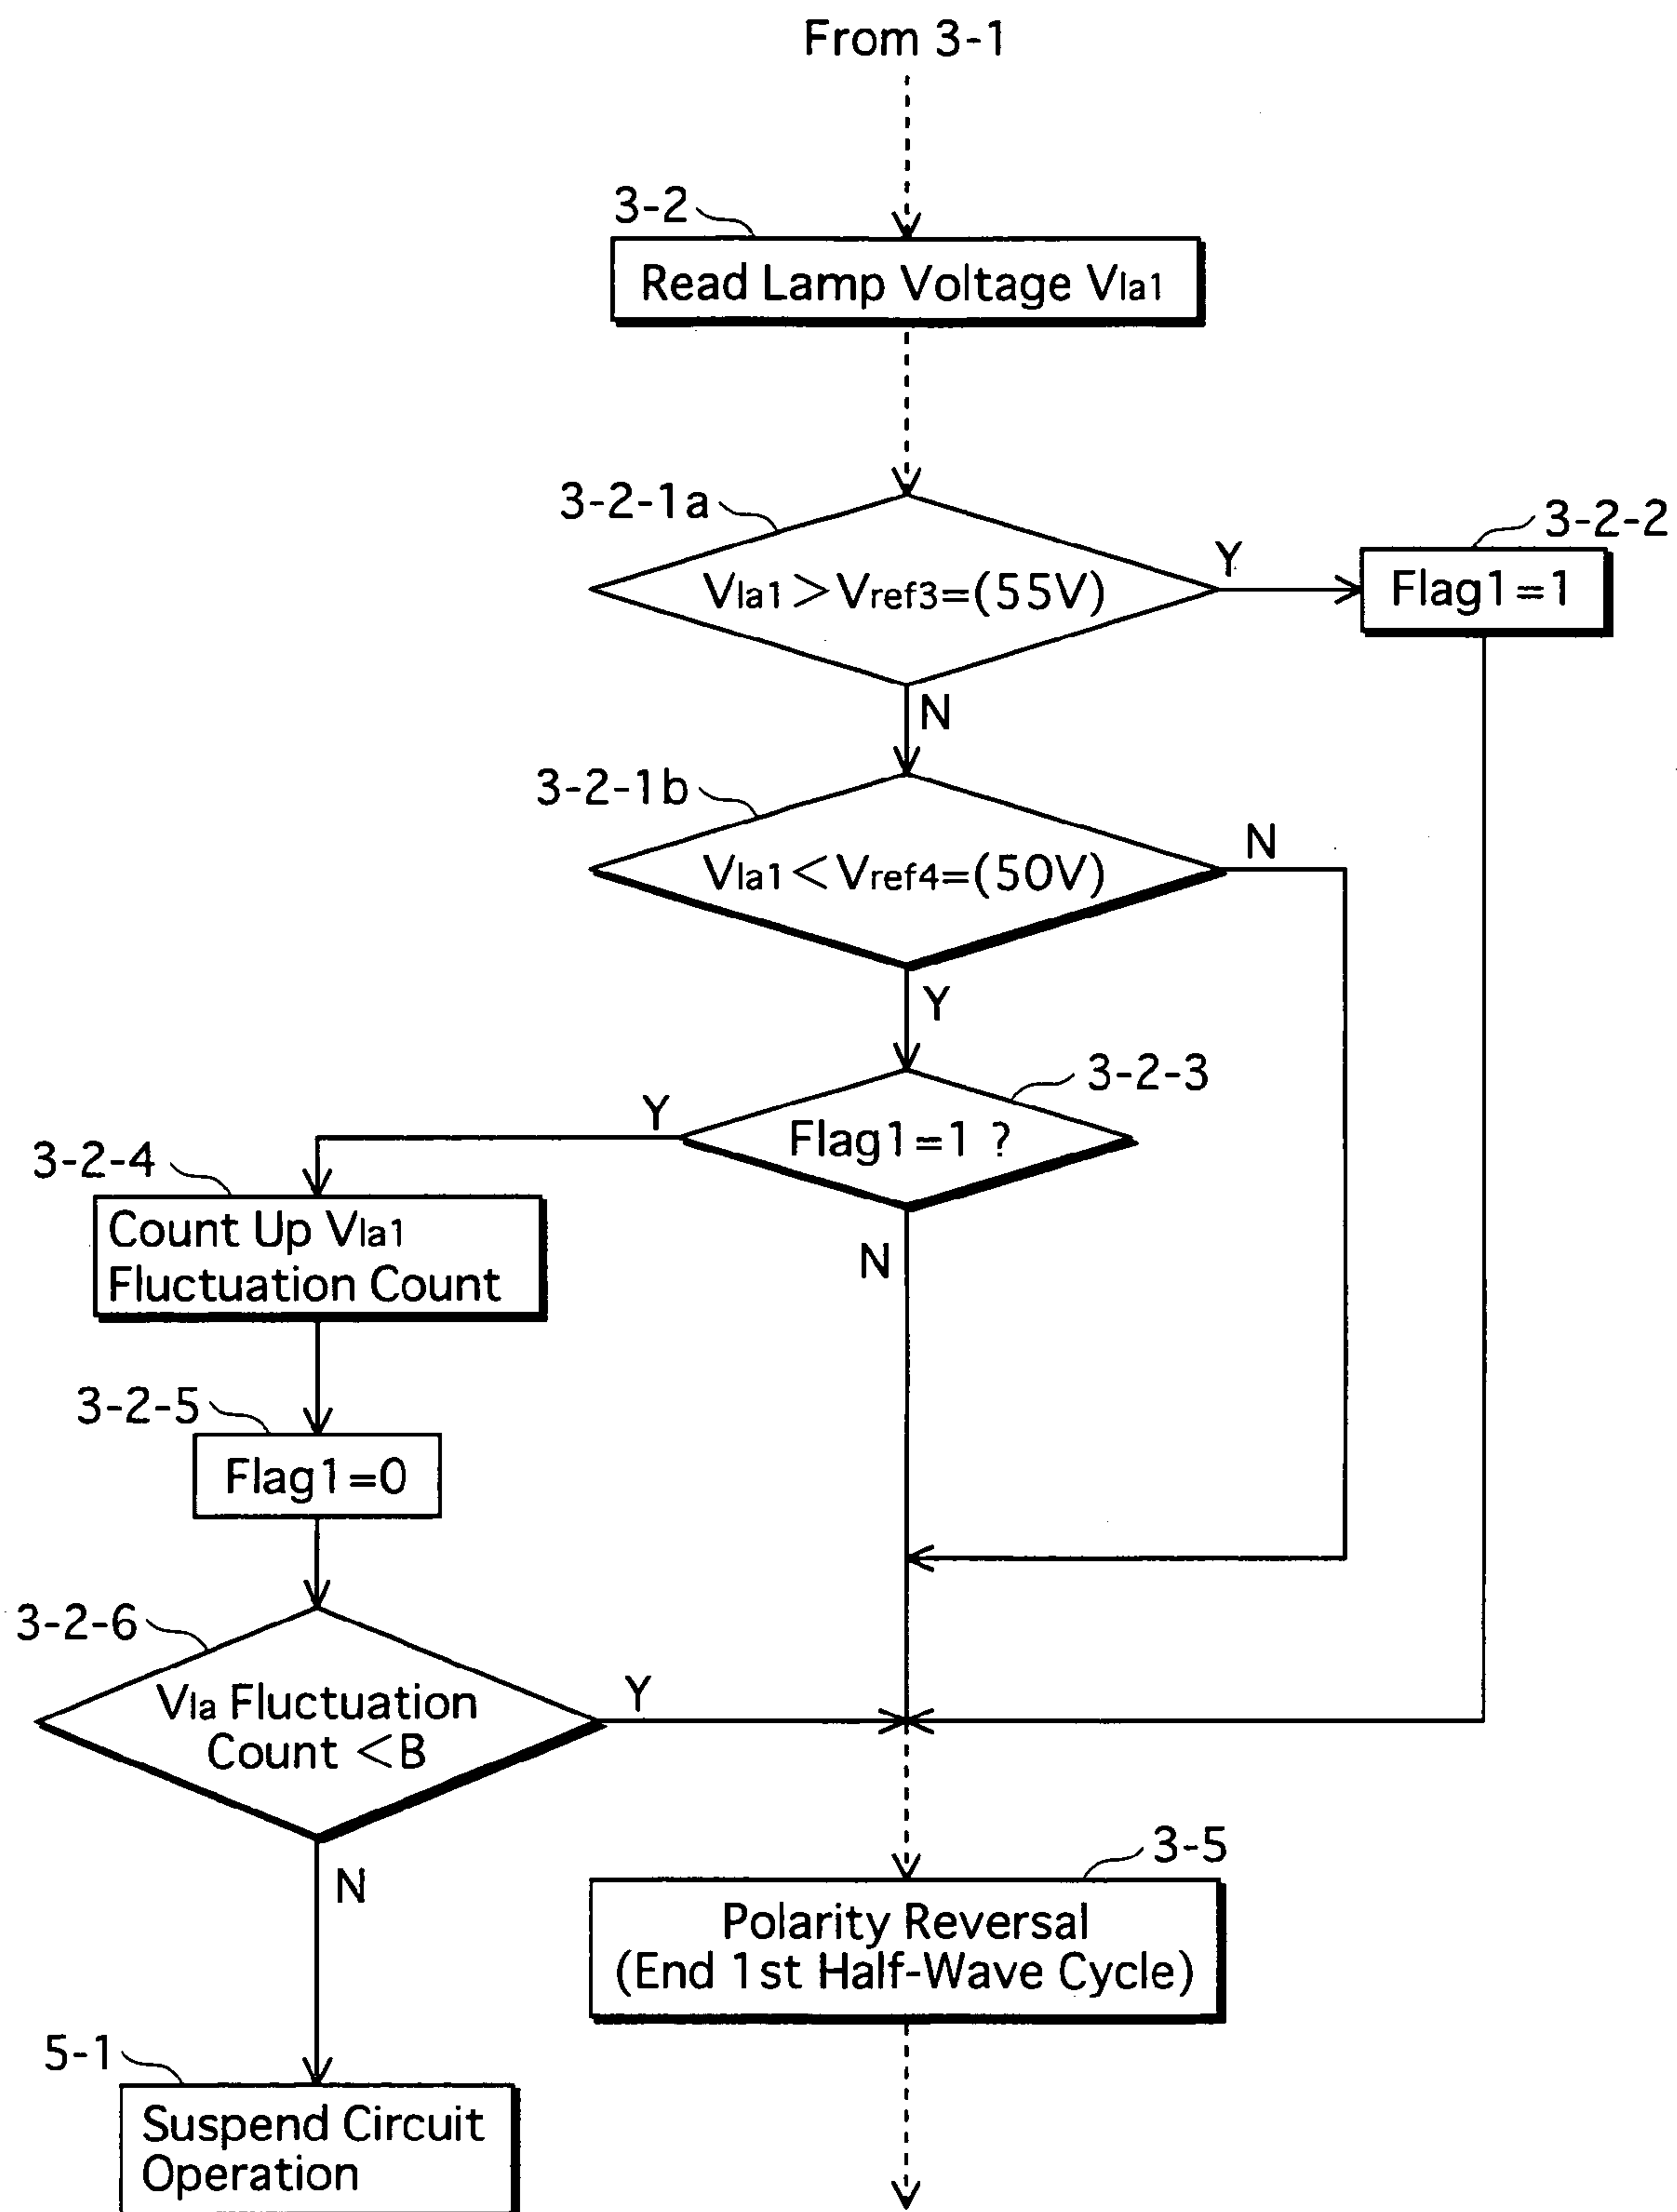 From 3-1
3-2
Read Lamp Voltage Vla1
3-2-1a
Vla1>Vref3=(55V)
Y
3-2-2
Flag1=1
N
3-2-1b
Vla1<Vref4=(50V)
N
Y
3-2-3
Flag1=1 ?
Y
N
3-2-4
Count Up Vla1
Fluctuation Count
3-2-5
Flag1=0
3-2-6
Vla Fluctuation
Count <B
Y
N
3-5
Polarity Reversal
(End 1st Half-Wave Cycle)
5-1
Suspend Circuit
Operation